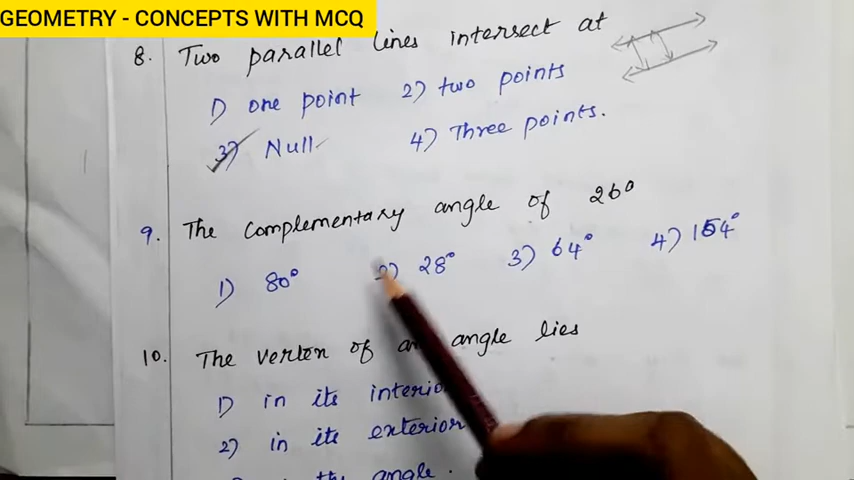 GEOMETRY - CONCEPTS WITH MCQ
8. Two parallel lines intersect at
1) one point 2) two points
3) Null 4) Three points.
9. The complementary angle of 26°
1) 80° 2) 28° 3) 64° 4) 154°
10. The vertex of an angle lies
1) in its interior
2) in its exterior
the angle.